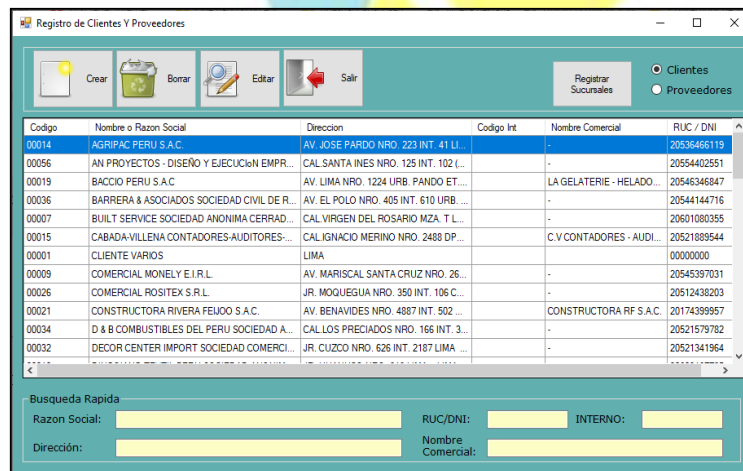 Registro de Clientes Y Proveedores
Crear
Borrar
Editar
Salir
Registrar
Sucursales
Clientes
Proveedores
Codigo Nombre o Razon Social Direccion Codigo Int Nombre Comercial RUC / DNI
00014 AGRIPAC PERU S.A.C. AV. JOSE PARDO NRO. 223 INT. 41 LI... - 20536466119
00056 AN PROYECTOS - DISEÑO Y EJECUCIoN EMPR... CAL.SANTA INES NRO. 125 INT. 102 (... - 20554402551
00019 BACCIO PERU S.A.C AV. LIMA NRO. 1224 URB. PANDO ET.... LA GELATERIE - HELADO... 20546346847
00036 BARRERA & ASOCIADOS SOCIEDAD CIVIL DE R... AV. EL POLO NRO. 405 INT. 610 URB. ... - 20544144716
00007 BUILT SERVICE SOCIEDAD ANONIMA CERRAD... CAL.VIRGEN DEL ROSARIO MZA. T L... - 20601080355
00015 CABADA-VILLENA CONTADORES-AUDITORES-... CAL.IGNACIO MERINO NRO. 2488 DP... C.V CONTADORES - AUDI... 20521889544
00001 CLIENTE VARIOS LIMA 00000000
00009 COMERCIAL MONELY E.I.R.L. AV. MARISCAL SANTA CRUZ NRO. 26... - 20545397031
00026 COMERCIAL ROSITEX S.R.L. JR. MOQUEGUA NRO. 350 INT. 106 C... - 20512438203
00021 CONSTRUCTORA RIVERA FEIJOO S.A.C. AV. BENAVIDES NRO. 4887 INT. 502 ... CONSTRUCTORA RF S.A.C. 20174399957
00034 D & B COMBUSTIBLES DEL PERU SOCIEDAD A... CAL.LOS PRECIADOS NRO. 166 INT. 3... - 20521579782
00032 DECOR CENTER IMPORT SOCIEDAD COMERCI... JR. CUZCO NRO. 626 INT. 2187 LIMA ... - 20521341964
Busqueda Rapida
Razon Social: RUC/DNI: INTERNO:
Dirección: Nombre
Comercial: